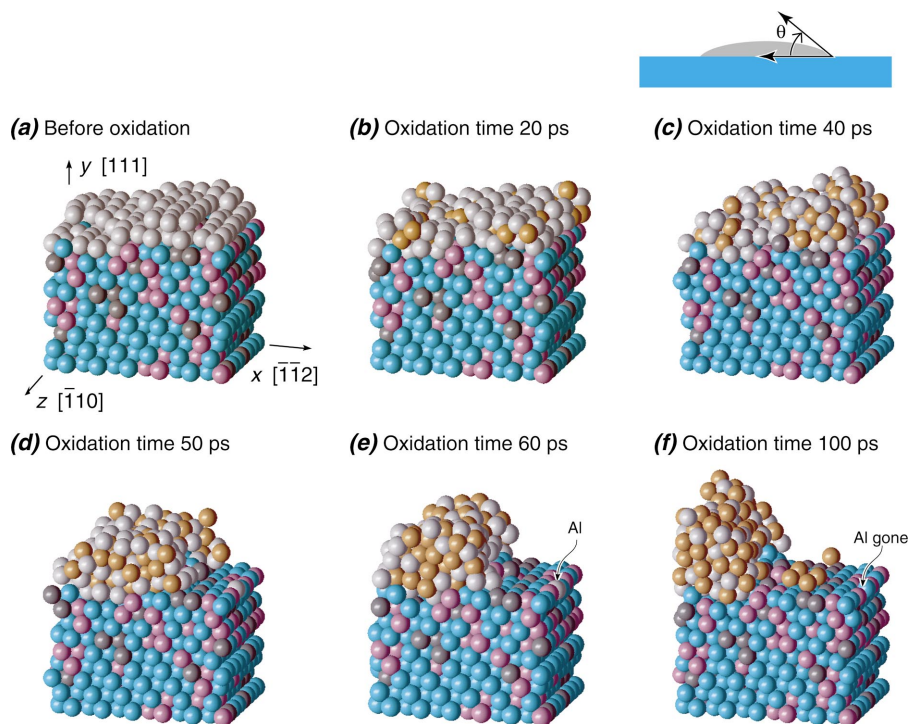 θ
(a) Before oxidation
(b) Oxidation time 20 ps
(c) Oxidation time 40 ps
y [111]
x [1̅1̅2]
z [1̅10]
(d) Oxidation time 50 ps
(e) Oxidation time 60 ps
(f) Oxidation time 100 ps
Al
Al gone